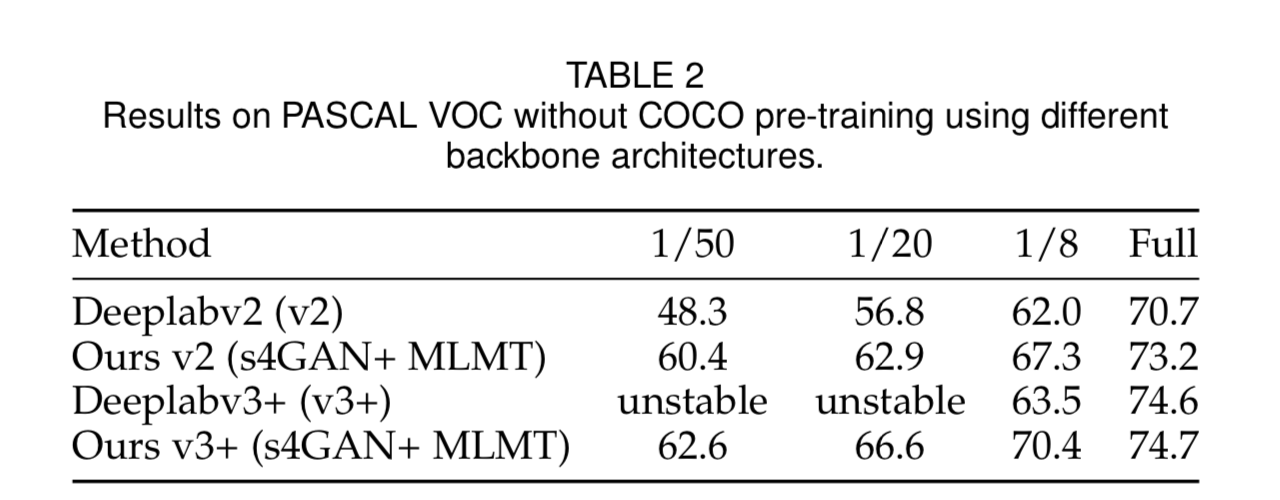 TABLE 2
Results on PASCAL VOC without COCO pre-training using different
backbone architectures.
Method 1/50 1/20 1/8 Full
Deeplabv2 (v2) 48.3 56.8 62.0 70.7
Ours v2 (s4GAN+ MLMT) 60.4 62.9 67.3 73.2
Deeplabv3+ (v3+) unstable unstable 63.5 74.6
Ours v3+ (s4GAN+ MLMT) 62.6 66.6 70.4 74.7